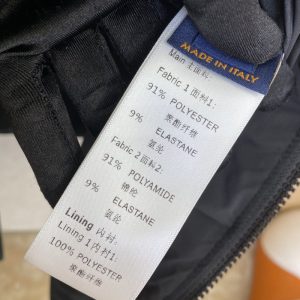 MADE IN ITALY
Main 主面料:
Fabric 1 面料1:
91% POLYESTER
聚酯纤维
9% ELASTANE
氨纶
Fabric 2 面料2:
91% POLYAMIDE
锦纶
9% ELASTANE
氨纶
Lining 内衬:
Lining 1 内衬1:
100% POLYESTER
聚酯纤维